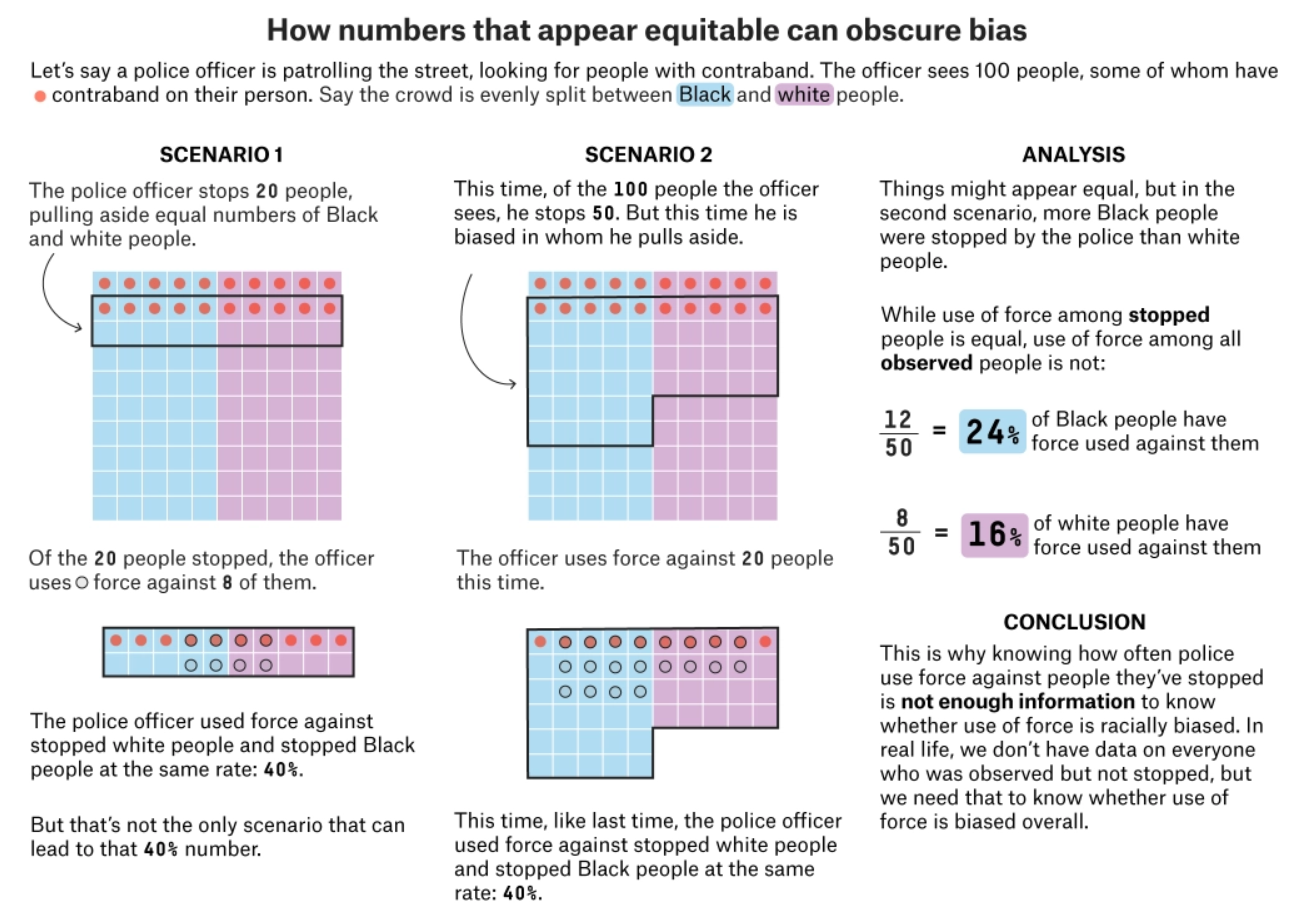 How numbers that appear equitable can obscure bias
Let's say a police officer is patrolling the street, looking for people with contraband. The officer sees 100 people, some of whom have
contraband on their person. Say the crowd is evenly split between Black and white people.
SCENARIO 1
The police officer stops 20 people,
pulling aside equal numbers of Black
and white people.
Of the 20 people stopped, the officer
uses force against 8 of them.
The police officer used force against
stopped white people and stopped Black
people at the same rate: 40%.
But that's not the only scenario that can
lead to that 40% number.
SCENARIO 2
This time, of the 100 people the officer
sees, he stops 50. But this time he is
biased in whom he pulls aside.
The officer uses force against 20 people
this time.
This time, like last time, the police officer
used force against stopped white people
and stopped Black people at the same
rate: 40%.
ANALYSIS
Things might appear equal, but in the
second scenario, more Black people
were stopped by the police than white
people.
While use of force among stopped
people is equal, use of force among all
observed people is not:
12/50 = 24% of Black people have
force used against them
8/50 = 16% of white people have
force used against them
CONCLUSION
This is why knowing how often police
use force against people they've stopped
is not enough information to know
whether use of force is racially biased. In
real life, we don't have data on everyone
who was observed but not stopped, but
we need that to know whether use of
force is biased overall.